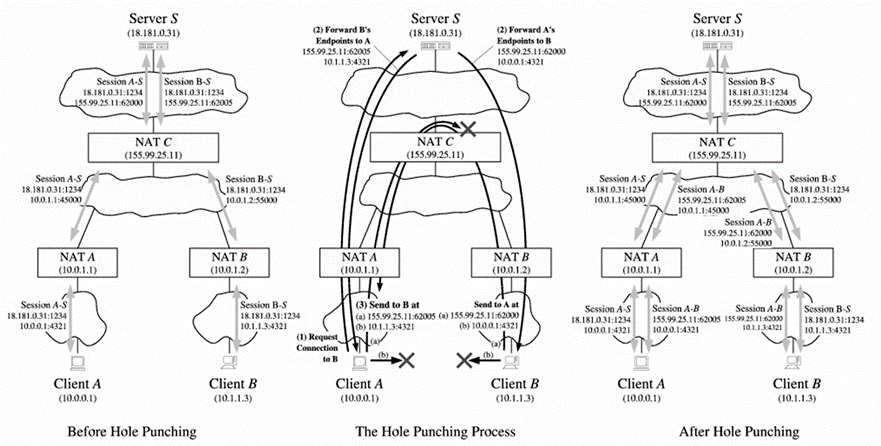 Server S
(18.181.0.31)
Session A-S
18.181.0.31:1234
155.99.25.11:62000
Session B-S
18.181.0.31:1234
155.99.25.11:62005
NAT C
(155.99.25.11)
Session A-S
18.181.0.31:1234
10.0.1.1:45000
Session B-S
18.181.0.31:1234
10.0.1.2:55000
NAT A
(10.0.1.1)
NAT B
(10.0.1.2)
Session A-S
18.181.0.31:1234
10.0.0.1:4321
Session B-S
18.181.0.31:1234
10.1.1.3:4321
Client A
(10.0.0.1)
Client B
(10.1.1.3)
Before Hole Punching
(2) Forward B's
Endpoints to A
155.99.25.11:62005
10.1.1.3:4321
Server S
(18.181.0.31)
(2) Forward A's
Endpoints to B
155.99.25.11:62000
10.0.0.1:4321
NAT C
(155.99.25.11)
NAT A
(10.0.1.1)
NAT B
(10.0.1.2)
(3) Send to B at
(a) 155.99.25.11:62005
(b) 10.1.1.3:4321
Send to A at
(a) 155.99.25.11:62000
(b) 10.0.0.1:4321
(1) Request
Connection
to B
(a)
(b)
(a)
(b)
Client A
(10.0.0.1)
Client B
(10.1.1.3)
The Hole Punching Process
Server S
(18.181.0.31)
Session A-S
18.181.0.31:1234
155.99.25.11:62000
Session B-S
18.181.0.31:1234
155.99.25.11:62005
NAT C
(155.99.25.11)
Session A-S
18.181.0.31:1234
10.0.1.1:45000
Session A-B
155.99.25.11:62005
10.0.1.1:45000
Session B-S
18.181.0.31:1234
10.0.1.2:55000
Session A-B
155.99.25.11:62000
10.0.1.2:55000
NAT A
(10.0.1.1)
NAT B
(10.0.1.2)
Session A-S
18.181.0.31:1234
10.0.0.1:4321
Session A-B
155.99.25.11:62005
10.0.0.1:4321
Session A-B
155.99.25.11:62000
10.1.1.3:4321
Session B-S
18.181.0.31:1234
10.1.1.3:4321
Client A
(10.0.0.1)
Client B
(10.1.1.3)
After Hole Punching